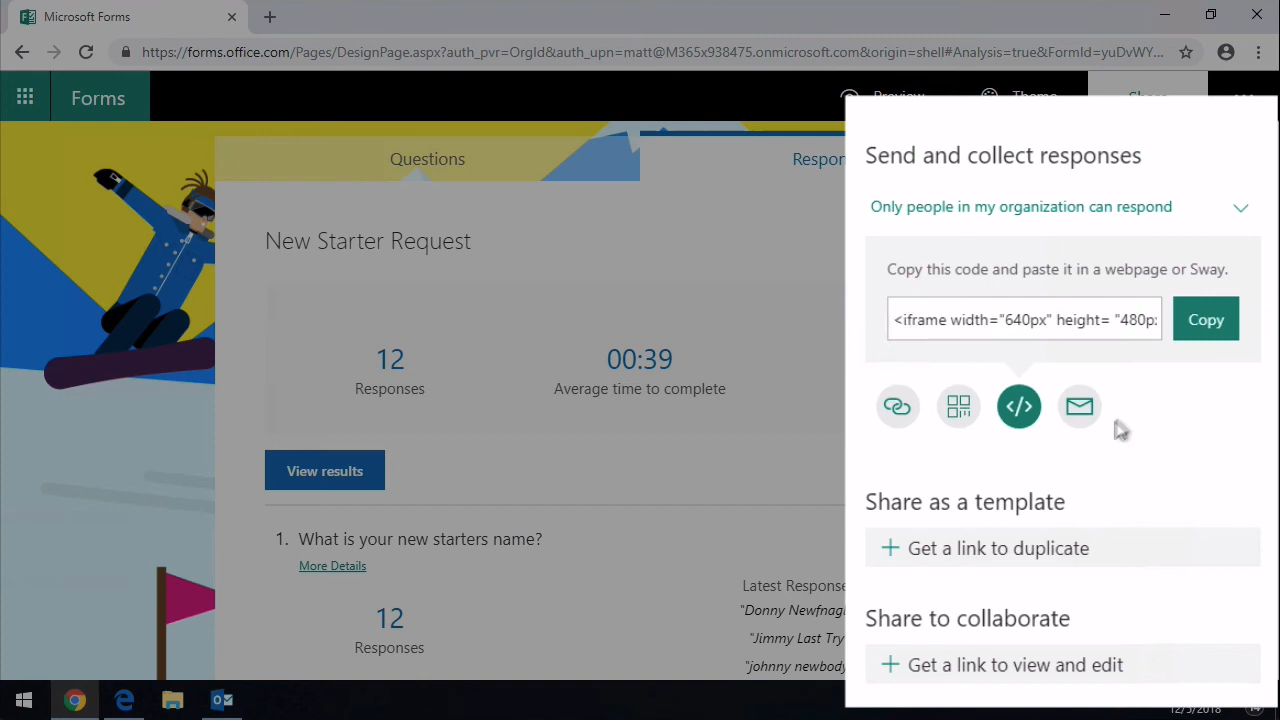 Microsoft Forms
https://forms.office.com/Pages/DesignPage.aspx?auth_pvr=OrgId&auth_upn=matt@M365x938475.onmicrosoft.com&origin=shell#Analysis=true&FormId=yuDvWY...
Forms
Preview
Theme
Share
Questions
Respon
New Starter Request
12
Responses
00:39
Average time to complete
View results
1. What is your new starters name?
More Details
12
Responses
Latest Response
"Donny Newfnag
"Jimmy Last Try
"johnny newbody
Send and collect responses
Only people in my organization can respond
Copy this code and paste it in a webpage or Sway.
<iframe width="640px" height= "480px
Copy
</>
Share as a template
+ Get a link to duplicate
Share to collaborate
+ Get a link to view and edit
12/5/2018